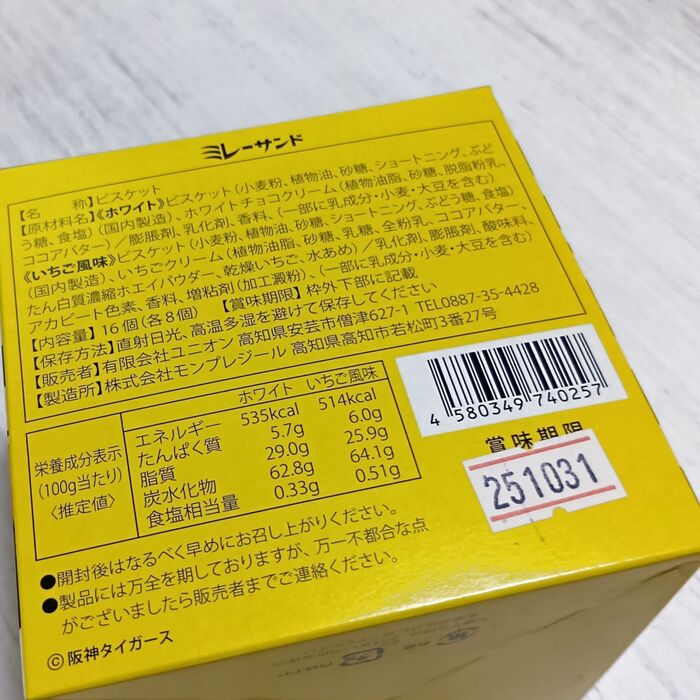 ミレーサンド
【名　　称】ビスケット
【原材料名】《ホワイト》ビスケット(小麦粉、植物油、砂糖、ショートニング、ぶど
う糖、食塩)(国内製造)、ホワイトチョコクリーム(植物油脂、砂糖、脱脂粉乳、
ココアバター)／膨脹剤、乳化剤、香料、(一部に乳成分・小麦・大豆を含む)
《いちご風味》ビスケット(小麦粉、植物油、砂糖、ショートニング、ぶどう糖、食塩)
(国内製造)、いちごクリーム(植物油脂、砂糖、乳糖、全粉乳、ココアバター、
たん白質濃縮ホエイパウダー、乾燥いちご、水あめ)／乳化剤、膨脹剤、酸味料、
アカビート色素、香料、増粘剤(加工澱粉)、(一部に乳成分・小麦・大豆を含む)
【内容量】16個(各8個)　【賞味期限】枠外下部に記載
【保存方法】直射日光、高温多湿を避けて保存してください
【販売者】有限会社ユニオン 高知県安芸市僧津627-1 TEL0887-35-4428
【製造所】株式会社モンプレジール 高知県高知市若松町3番27号
栄養成分表示
(100g当たり)
〈推定値〉
ホワイト いちご風味
エネルギー 535kcal 514kcal
たんぱく質 5.7g 6.0g
脂質 29.0g 25.9g
炭水化物 62.8g 64.1g
食塩相当量 0.33g 0.51g
4 580349 740257
賞味期限
251031
●開封後はなるべく早めにお召し上がりください。
●製品には万全を期しておりますが、万一不都合な点
がございましたら販売者までご連絡ください。
©阪神タイガース